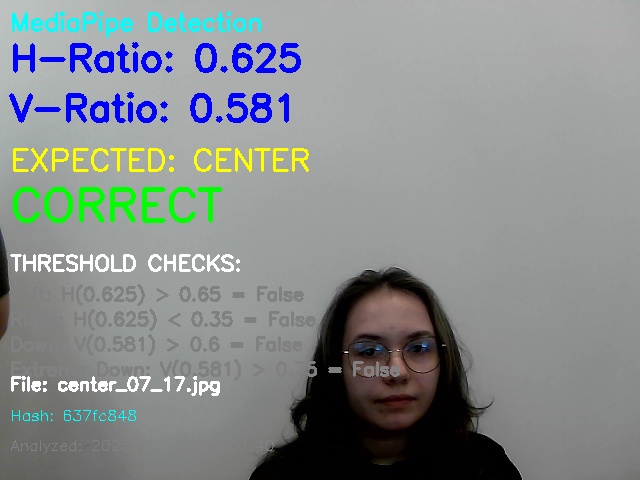 MediaPipe Detection
H-Ratio: 0.625
V-Ratio: 0.581
EXPECTED: CENTER
CORRECT
THRESHOLD CHECKS:
H(0.625) > 0.65 = False
H(0.625) < 0.35 = False
V(0.581) > 0.6 = False
Down: V(0.581) > = False
File: center_07_17.jpg
Hash: 637fc848
Analyzed: